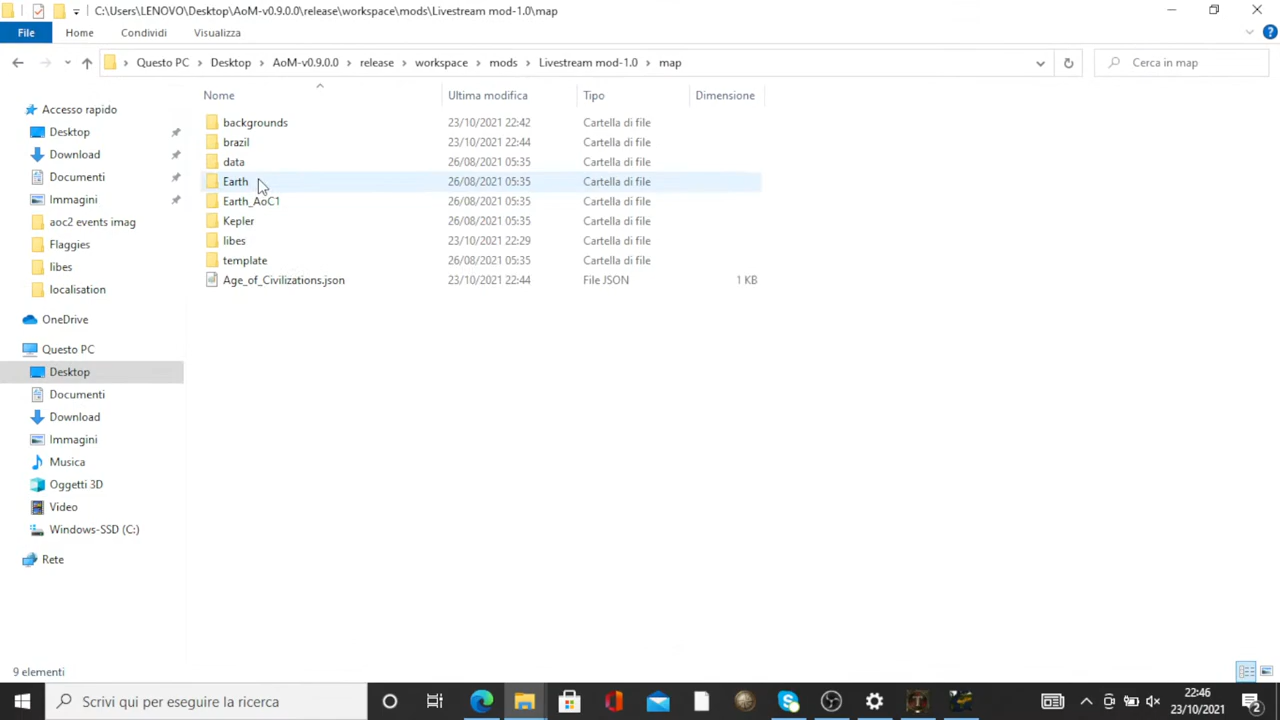 C:\Users\LENOVO\Desktop\AoM-v0.9.0.0\release\workspace\mods\Livestream mod-1.0\map
File Home Condividi Visualizza
Questo PC Desktop AoM-v0.9.0.0 release workspace mods Livestream mod-1.0 map
Cerca in map
Accesso rapido
Desktop
Download
Documenti
Immagini
aoc2 events imag
Flaggies
libes
localisation
OneDrive
Questo PC
Desktop
Documenti
Download
Immagini
Musica
Oggetti 3D
Video
Windows-SSD (C:)
Rete
Nome Ultima modifica Tipo Dimensione
backgrounds 23/10/2021 22:42 Cartella di file
brazil 23/10/2021 22:44 Cartella di file
data 26/08/2021 05:35 Cartella di file
Earth 26/08/2021 05:35 Cartella di file
Earth_AoC1 26/08/2021 05:35 Cartella di file
Kepler 26/08/2021 05:35 Cartella di file
libes 23/10/2021 22:29 Cartella di file
template 26/08/2021 05:35 Cartella di file
Age_of_Civilizations.json 23/10/2021 22:44 File JSON 1 KB
9 elementi
Scrivi qui per eseguire la ricerca
22:46
23/10/2021
2